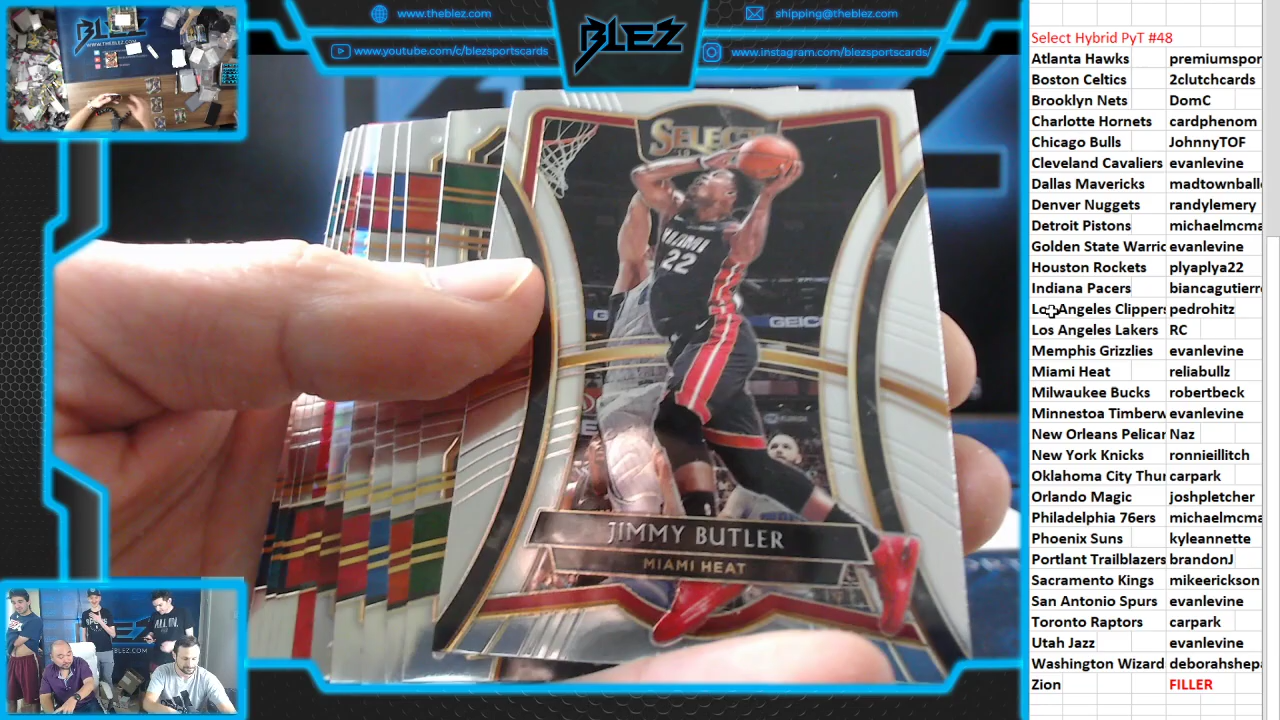 www.theblez.com
www.youtube.com/c/blezsportscards
BLEZ
shipping@theblez.com
www.instagram.com/blezsportscards/
SELECT
MIAMI
22
GEICO
JIMMY BUTLER
MIAMI HEAT
Select Hybrid PyT #48
Atlanta Hawks premiumspor
Boston Celtics 2clutchcards
Brooklyn Nets DomC
Charlotte Hornets cardphenom
Chicago Bulls JohnnyTOF
Cleveland Cavaliers evanlevine
Dallas Mavericks madtownball
Denver Nuggets randylemery
Detroit Pistons michaelmcma
Golden State Warric evanlevine
Houston Rockets plyaplya22
Indiana Pacers biancagutierr
Los Angeles Clippers pedrohitz
Los Angeles Lakers RC
Memphis Grizzlies evanlevine
Miami Heat reliabullz
Milwaukee Bucks robertbeck
Minnestoa Timberw evanlevine
New Orleans Pelicar Naz
New York Knicks ronnieillitch
Oklahoma City Thu carpark
Orlando Magic joshpletcher
Philadelphia 76ers michaelmcma
Phoenix Suns kyleannette
Portlant Trailblazers brandonJ
Sacramento Kings mikeerickson
San Antonio Spurs evanlevine
Toronto Raptors carpark
Utah Jazz evanlevine
Washington Wizard deborahshepa
Zion FILLER